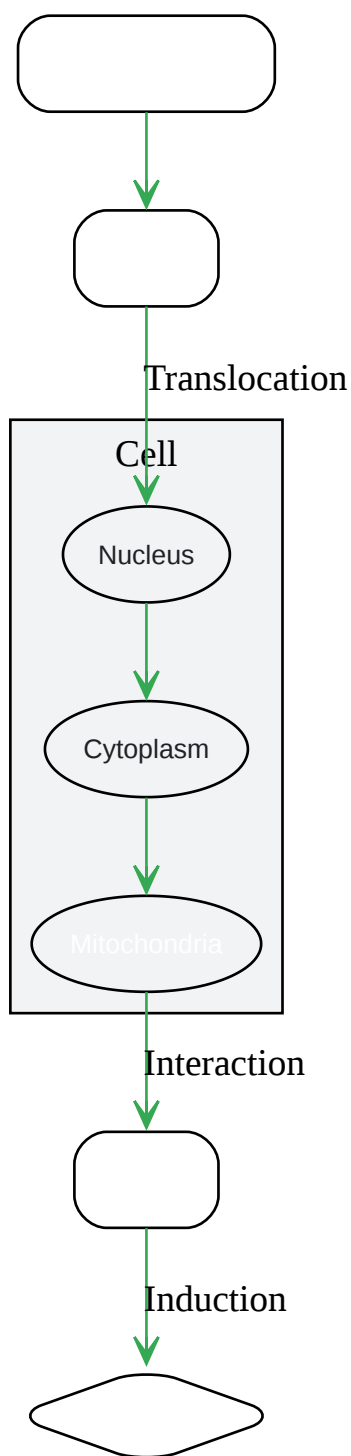 Translocation
Cell
Nucleus
Cytoplasm
Mitochondria
Interaction
Induction